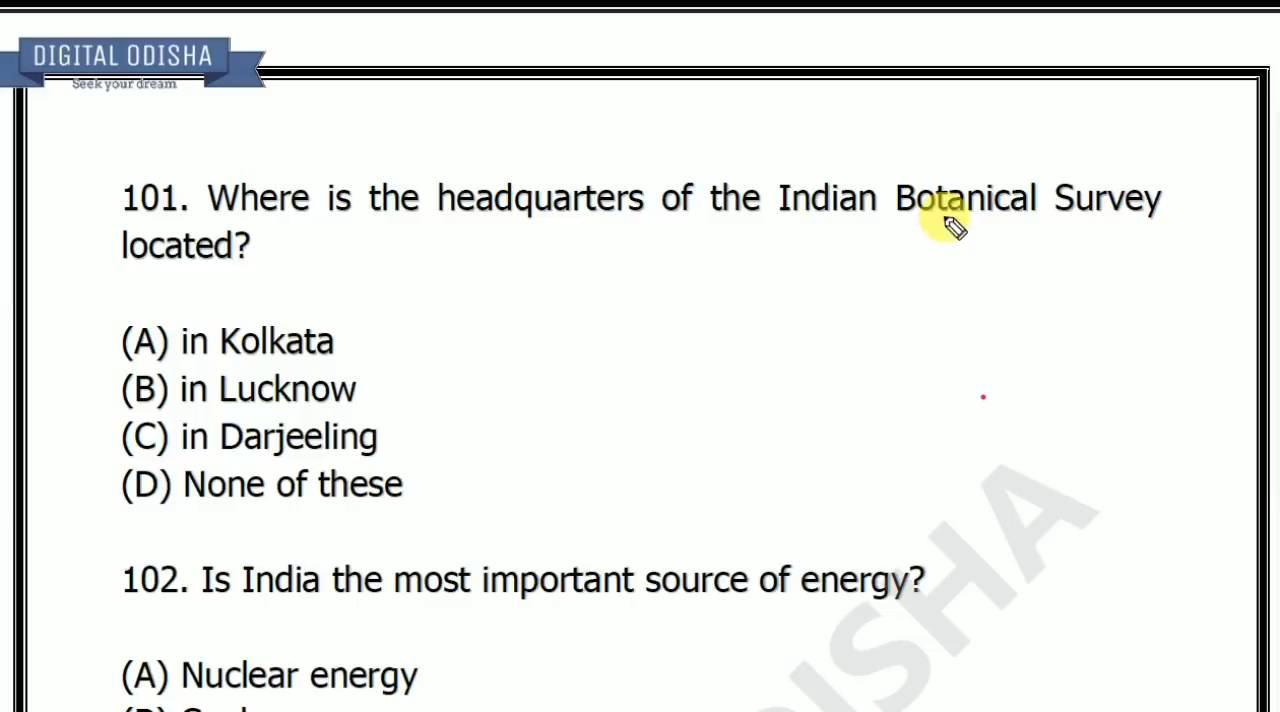 DIGITAL ODISHA
Seek your dream
101. Where is the headquarters of the Indian Botanical Survey
located?
(A) in Kolkata
(B) in Lucknow
(C) in Darjeeling
(D) None of these
102. Is India the most important source of energy?
(A) Nuclear energy